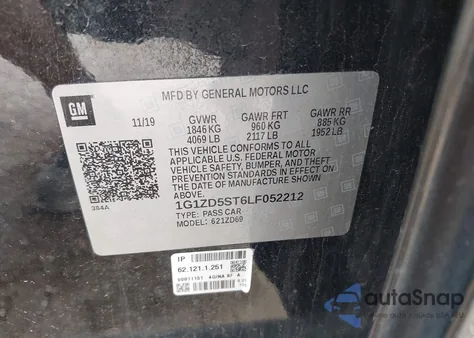 GM
MFD BY GENERAL MOTORS LLC
11/19 GVWR GAWR FRT GAWR RR
1846 KG 960 KG 885 KG
4069 LB 2117 LB 1952 LB
THIS VEHICLE CONFORMS TO ALL
APPLICABLE U.S. FEDERAL MOTOR
VEHICLE SAFETY, BUMPER, AND THEFT
PREVENTION STANDARDS IN EFFECT ON
THE DATE OF MANUFACTURE SHOWN ABOVE.
384A
1G1ZD5ST6LF052212
TYPE: PASS CAR
MODEL: 621ZD69
IP
62.121.1.251
autoSnap